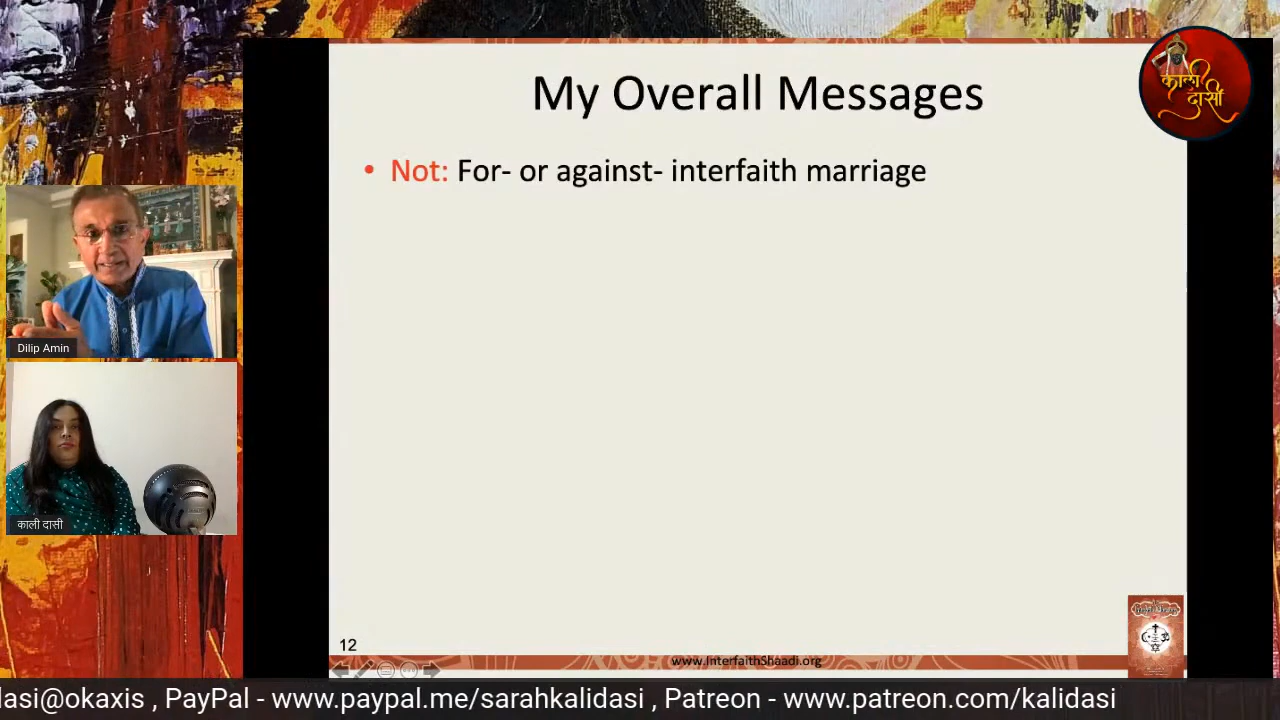 My Overall Messages
काली
दासी
• Not: For- or against- interfaith marriage
Dilip Amin
काली दासी
12
www.InterfaithShaadi.org
dasi@okaxis , PayPal - www.paypal.me/sarahkalidasi , Patreon - www.patreon.com/kalidasi